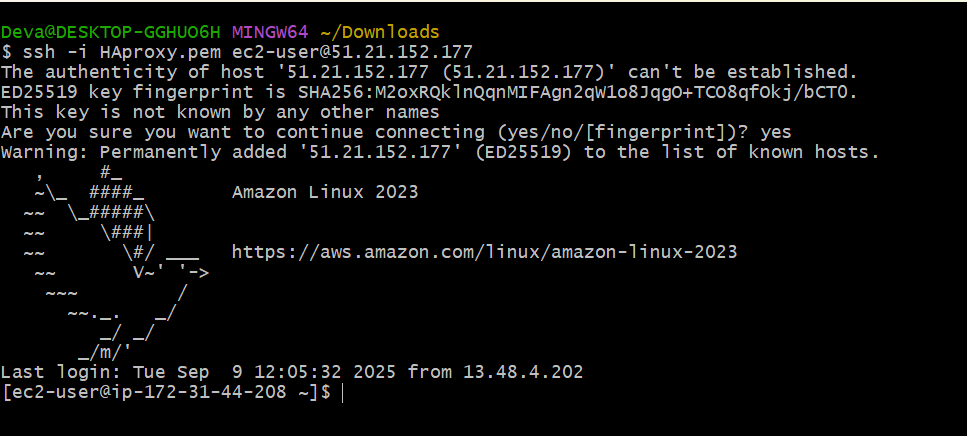 Deva@DESKTOP-GGHUO6H MINGW64 ~/Downloads
$ ssh -i HAproxy.pem ec2-user@51.21.152.177
The authenticity of host '51.21.152.177 (51.21.152.177)' can't be established.
ED25519 key fingerprint is SHA256:M2oxRQklnQqnMIFAgn2qW1o8JqgO+TCO8qfOkj/bCT0.
This key is not known by any other names
Are you sure you want to continue connecting (yes/no/[fingerprint])? yes
Warning: Permanently added '51.21.152.177' (ED25519) to the list of known hosts.
   ,     #_
   ~\_  ####_        Amazon Linux 2023
  ~~  \_#####\
  ~~     \###|
  ~~       \#/ ___   https://aws.amazon.com/linux/amazon-linux-2023
   ~~       V~' '->
    ~~~         /
      ~~._.   _/
         _/ _/
       _/m/'
Last login: Tue Sep  9 12:05:32 2025 from 13.48.4.202
[ec2-user@ip-172-31-44-208 ~]$